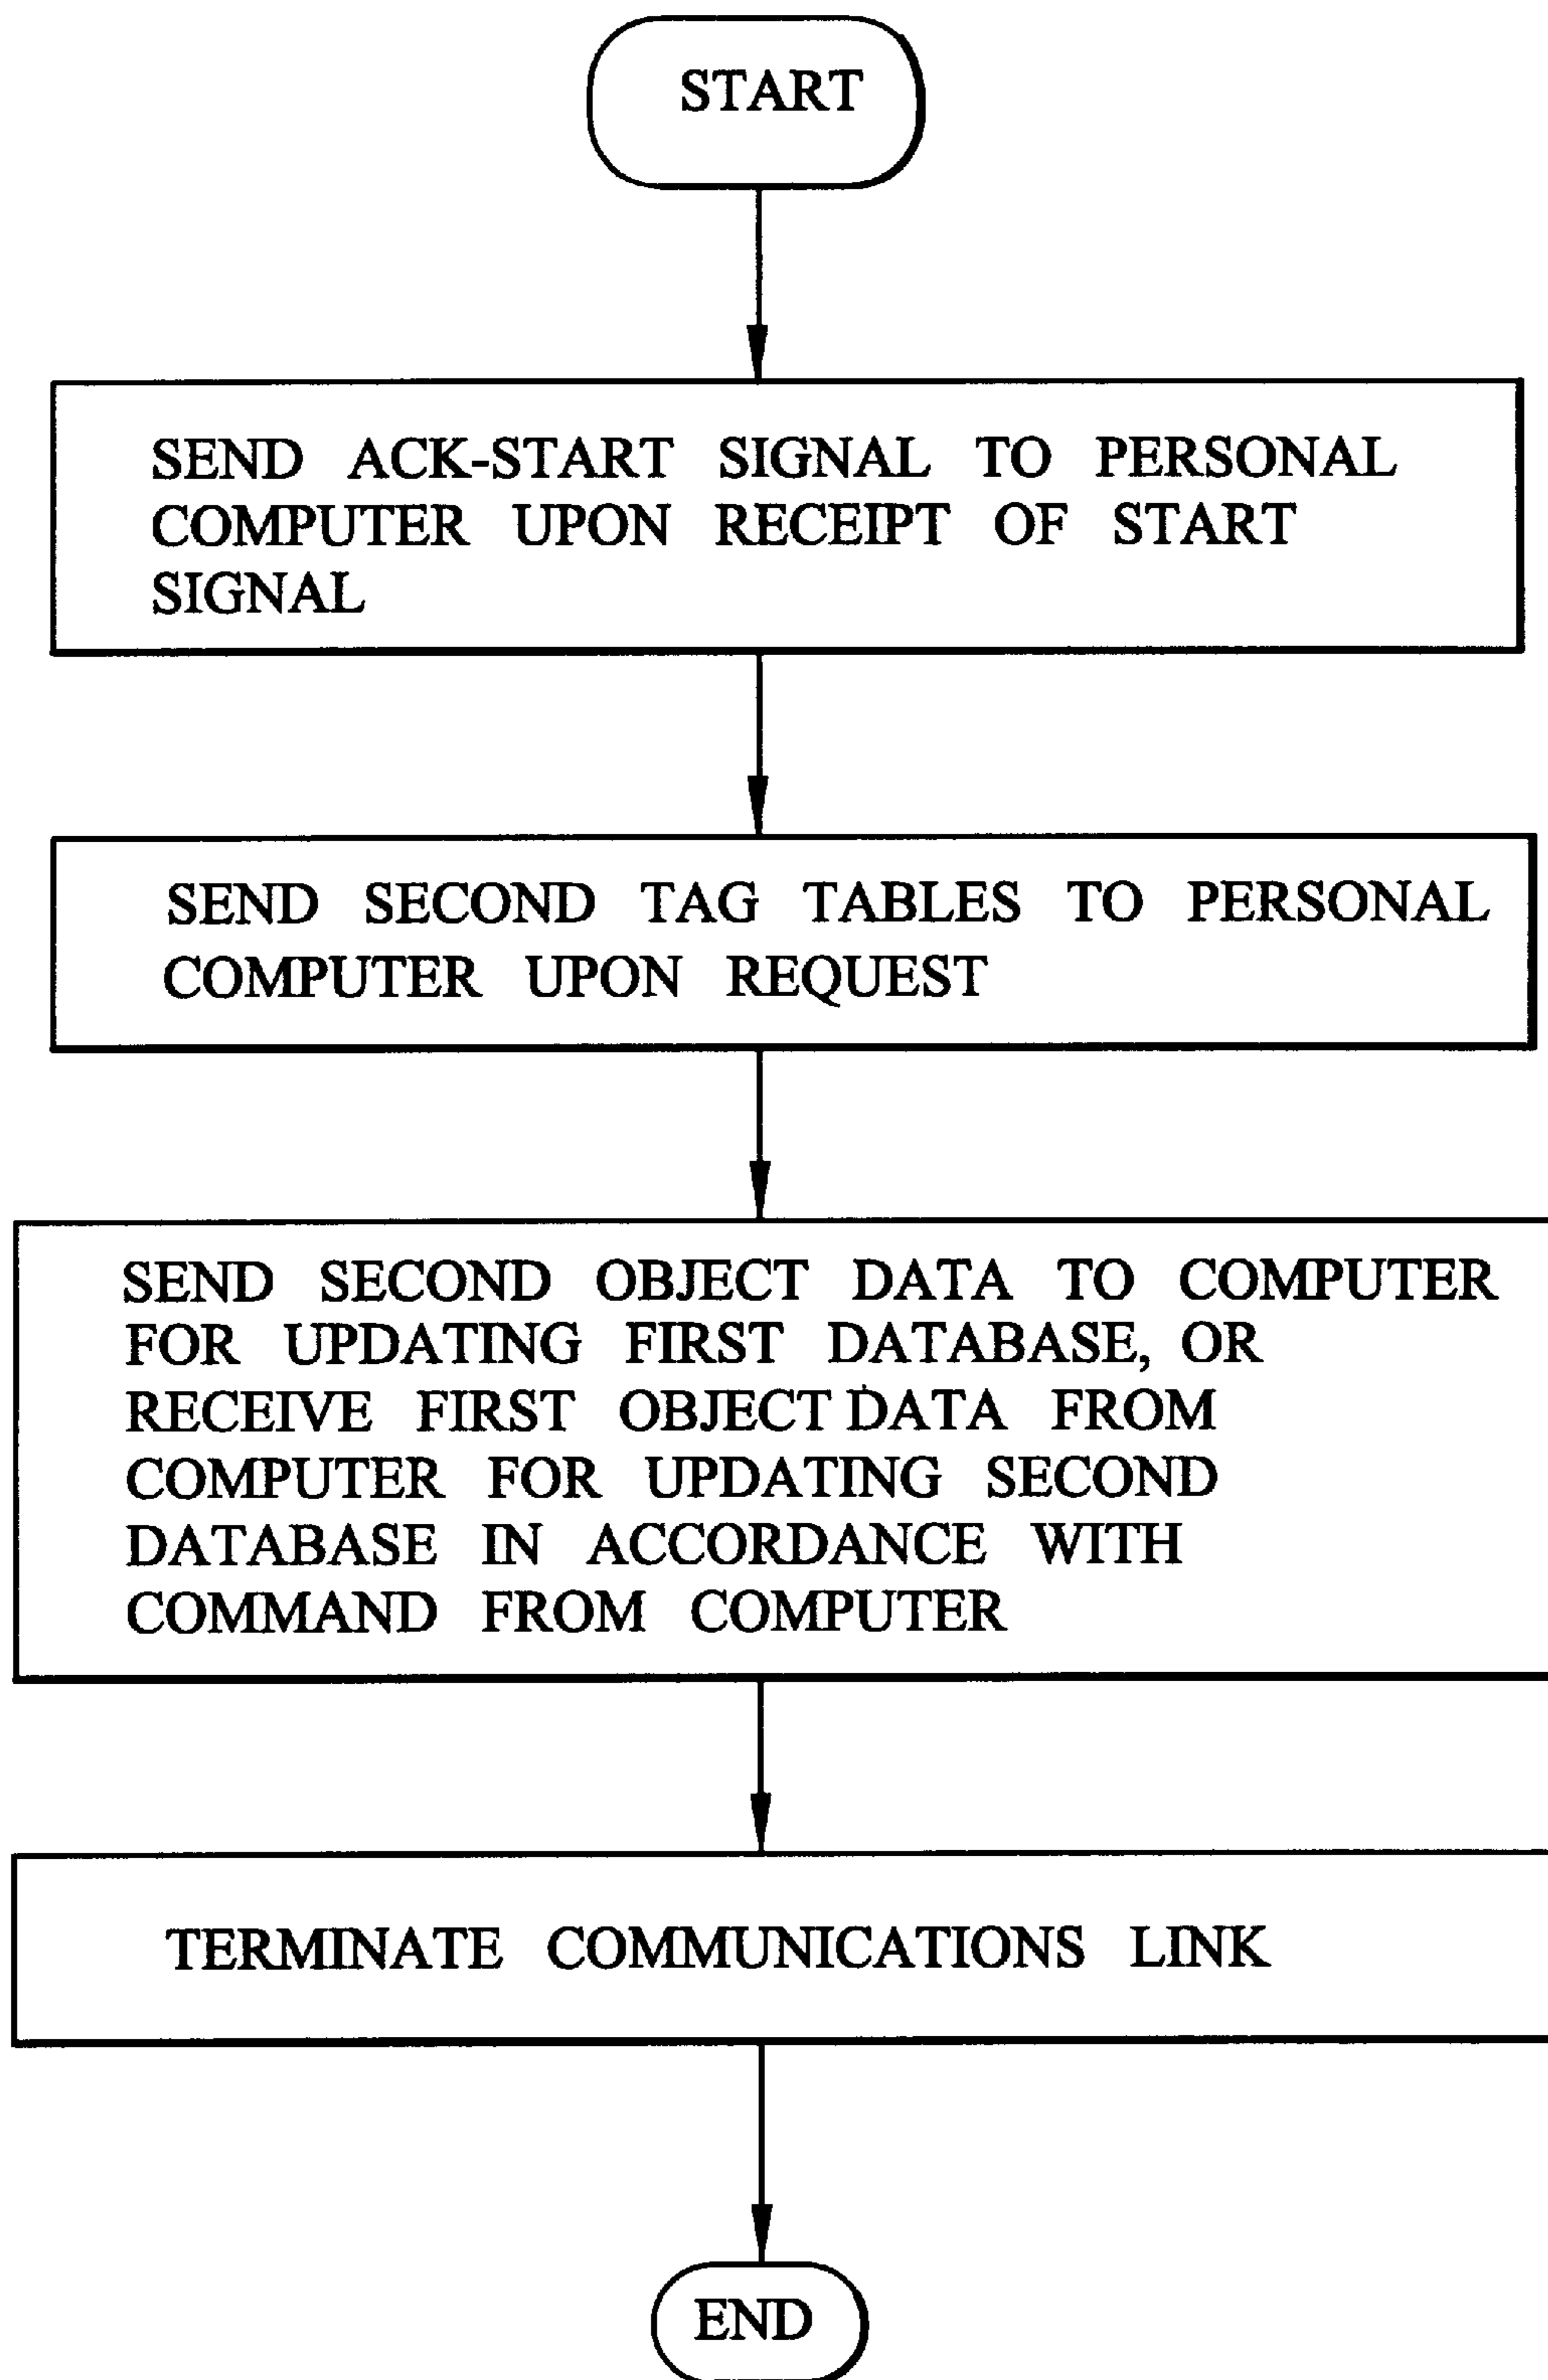 START
SEND ACK-START SIGNAL TO PERSONAL
COMPUTER UPON RECEIPT OF START
SIGNAL
SEND SECOND TAG TABLES TO PERSONAL
COMPUTER UPON REQUEST
SEND SECOND OBJECT DATA TO COMPUTER
FOR UPDATING FIRST DATABASE, OR
RECEIVE FIRST OBJECT DATA FROM
COMPUTER FOR UPDATING SECOND
DATABASE IN ACCORDANCE WITH
COMMAND FROM COMPUTER
TERMINATE COMMUNICATIONS LINK
END